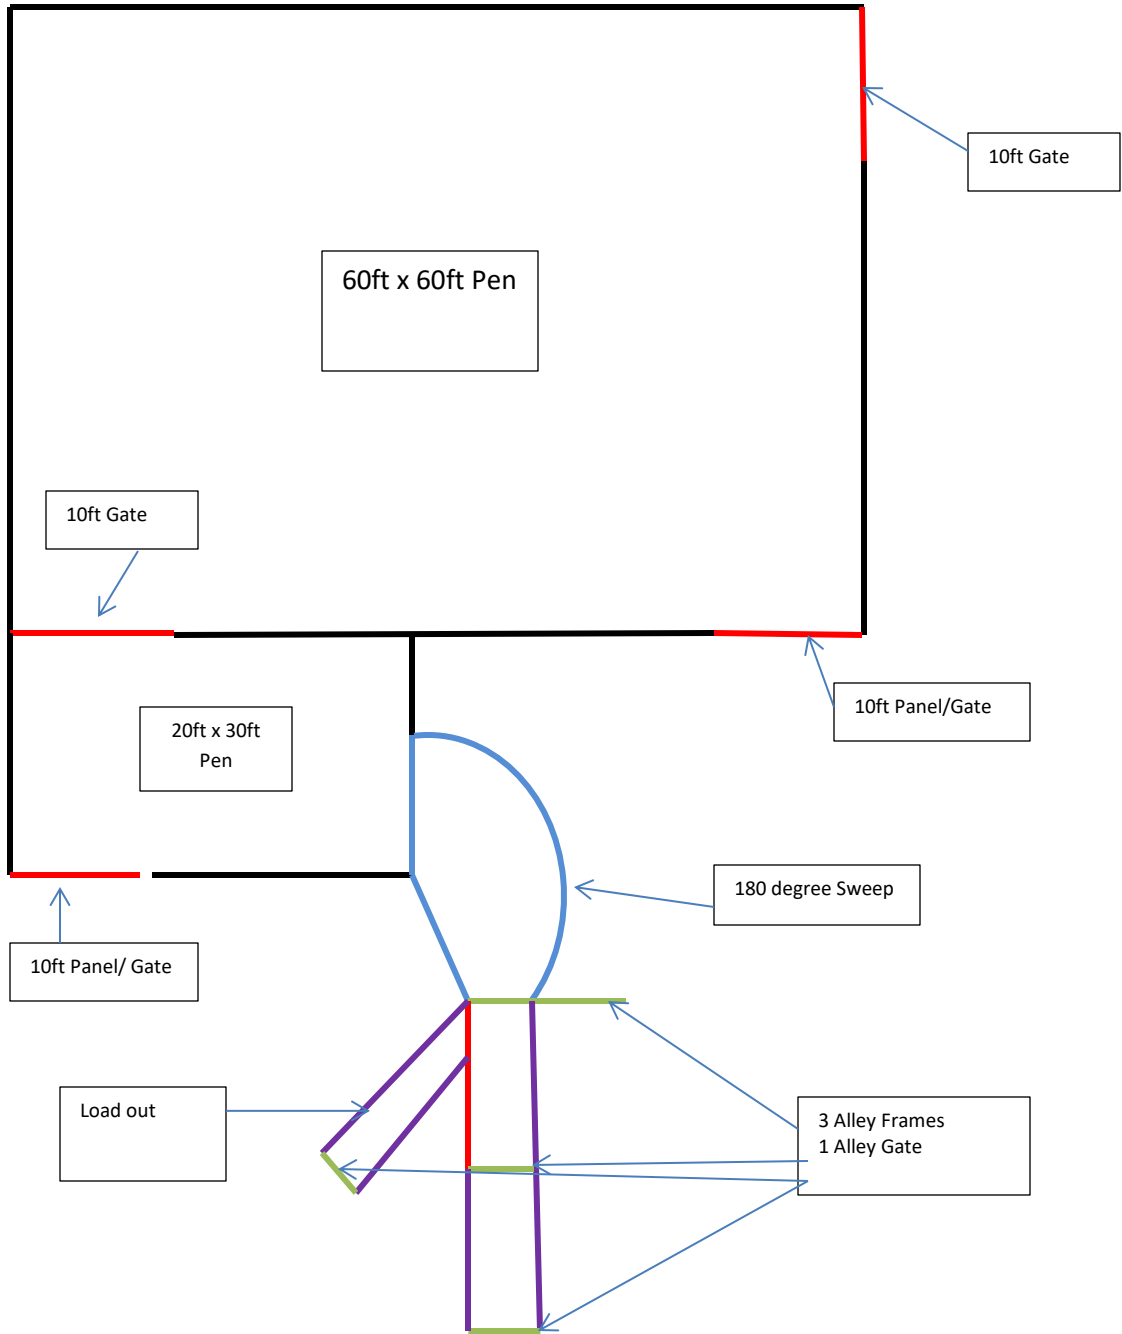 10ft Gate
60ft x 60ft Pen
10ft Gate
10ft Panel/Gate
20ft x 30ft
Pen
180 degree Sweep
10ft Panel/ Gate
Load out
3 Alley Frames
1 Alley Gate